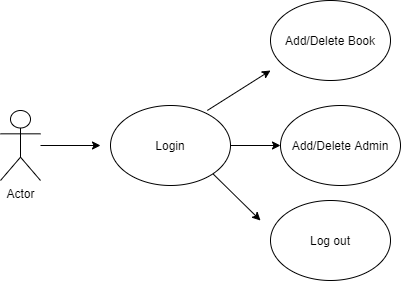 Add/Delete Book
Login
Add/Delete Admin
Actor
Log out